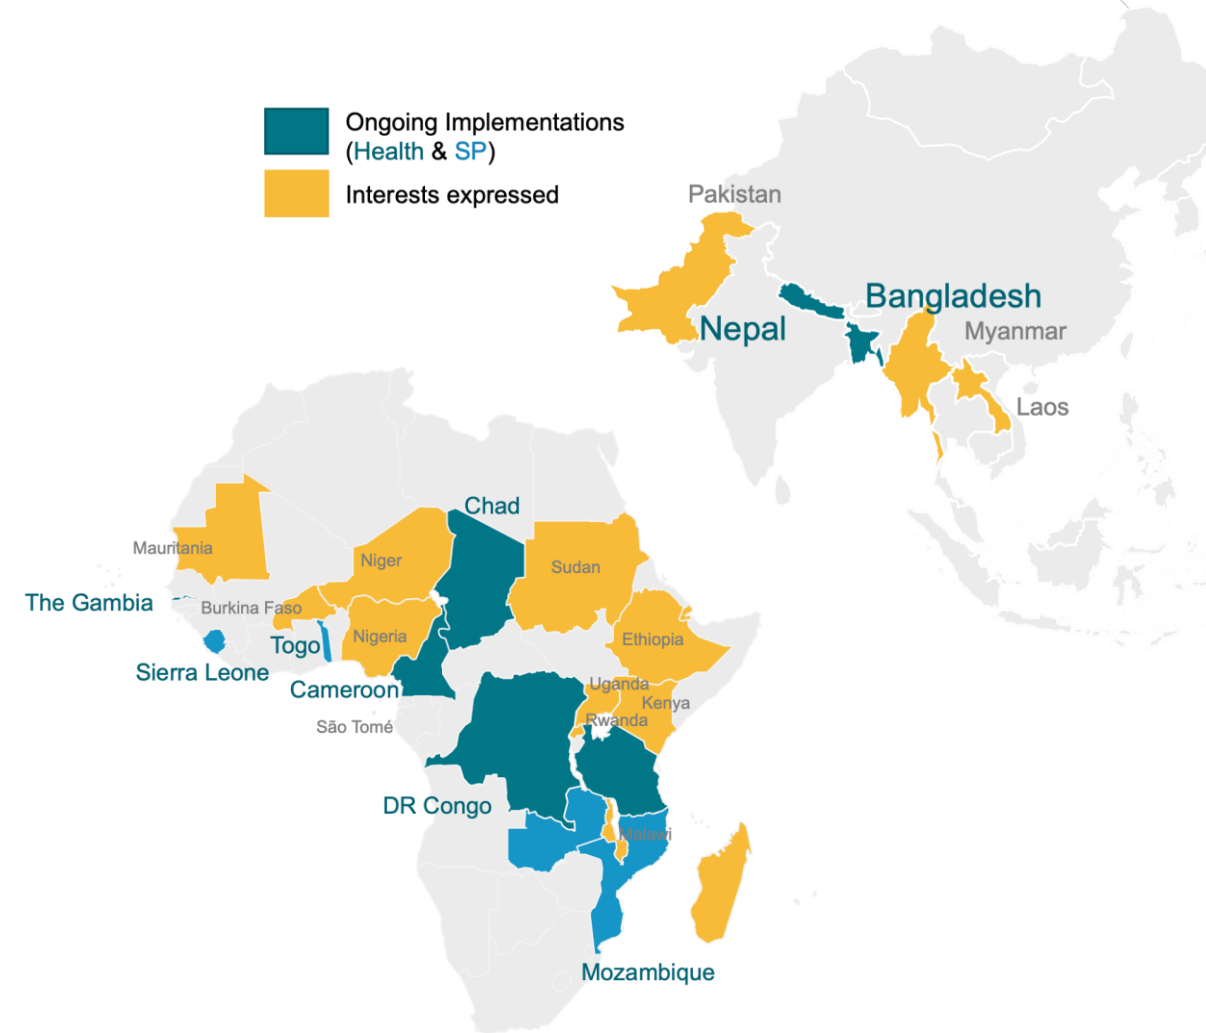 Ongoing Implementations
(Health & SP)
Interests expressed
Pakistan
Bangladesh
Nepal
Myanmar
Laos
Chad
Mauritania
Niger
Sudan
The Gambia
Burkina Faso
Nigeria
Ethiopia
Togo
Sierra Leone
Cameroon
Uganda
Kenya
Rwanda
São Tomé
DR Congo
Malawi
Mozambique